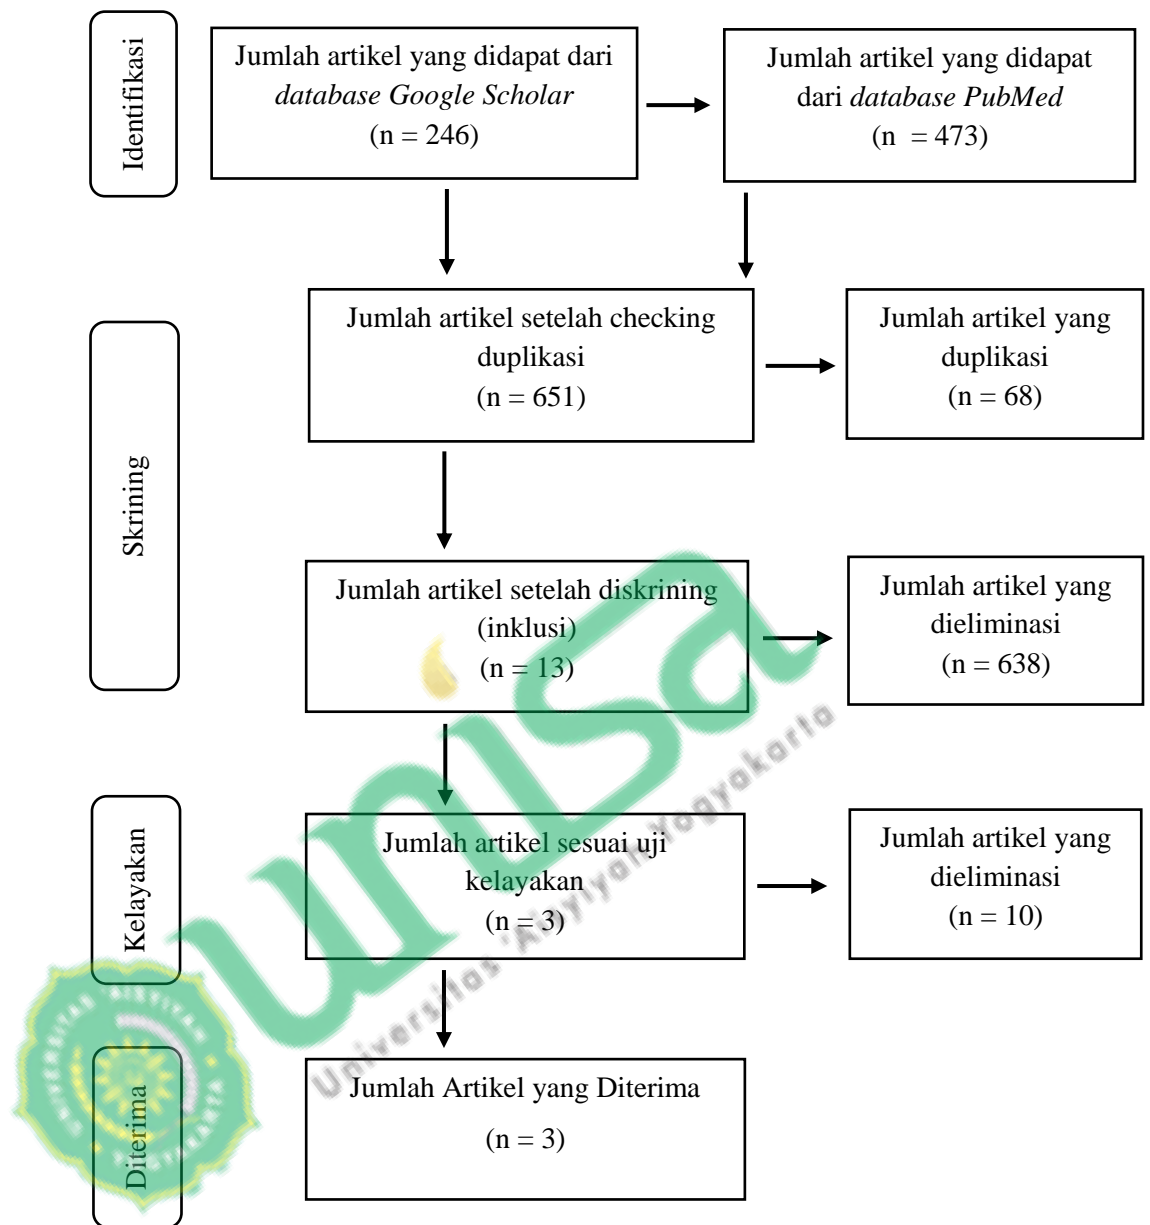 Identifikasi
Jumlah artikel yang didapat dari
database Google Scholar
(n = 246)
Jumlah artikel yang didapat
dari database PubMed
(n  = 473)
Skrining
Jumlah artikel setelah checking
duplikasi
(n = 651)
Jumlah artikel yang
duplikasi
(n = 68)
Jumlah artikel setelah diskrining
(inklusi)
(n = 13)
Jumlah artikel yang
dieliminasi
(n = 638)
Kelayakan
Jumlah artikel sesuai uji
kelayakan
(n = 3)
Jumlah artikel yang
dieliminasi
(n = 10)
Diterima
Jumlah Artikel yang Diterima
(n = 3)
unisa
Universitas 'Aisyiyah Yogyakarta